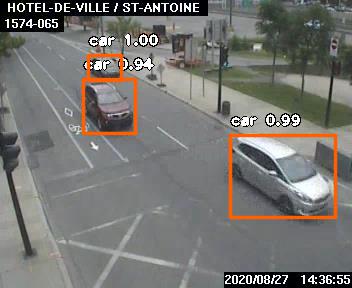 HOTEL-DE-VILLE / ST-ANTOINE
1574-065
car 1.00
car 0.94
car 0.99
2020/08/27 14:36:55